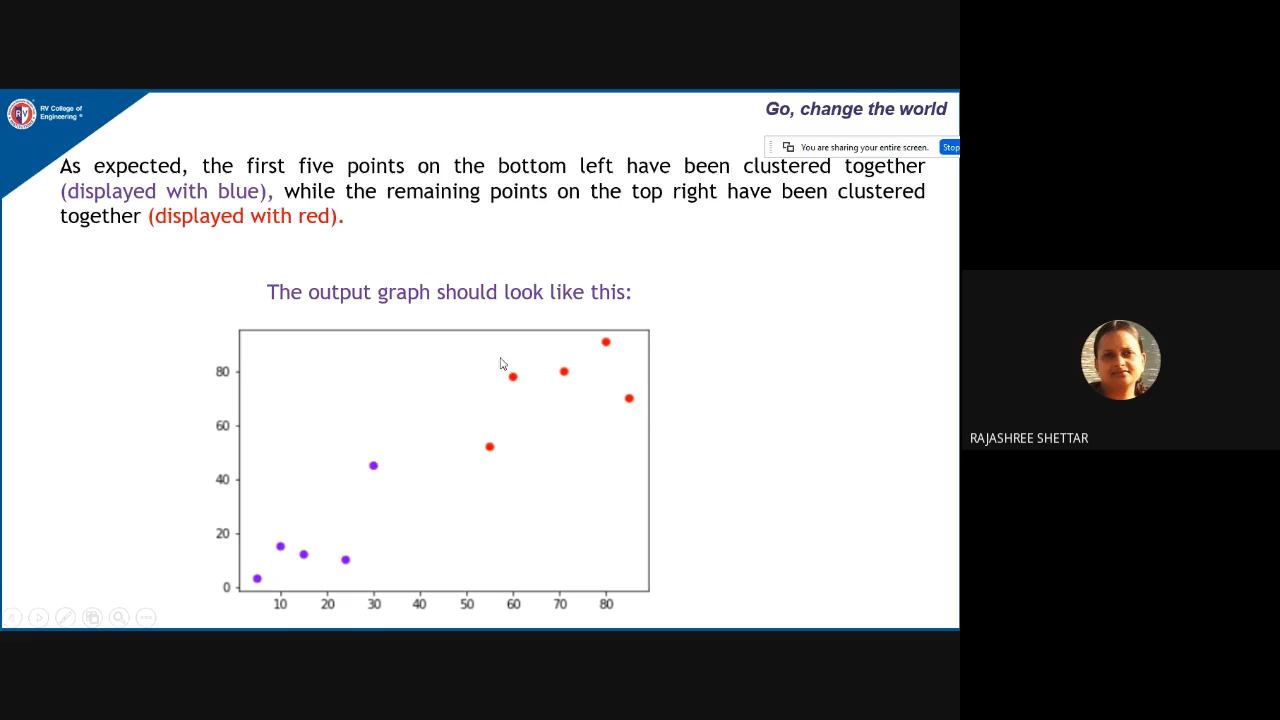 RV College of
Engineering
Go, change the world
You are sharing your entire screen.
Stop
As expected, the first five points on the bottom left have been clustered together
(displayed with blue), while the remaining points on the top right have been clustered
together (displayed with red).
The output graph should look like this:
80
60
40
20
0
10 20 30 40 50 60 70 80
RAJASHREE SHETTAR